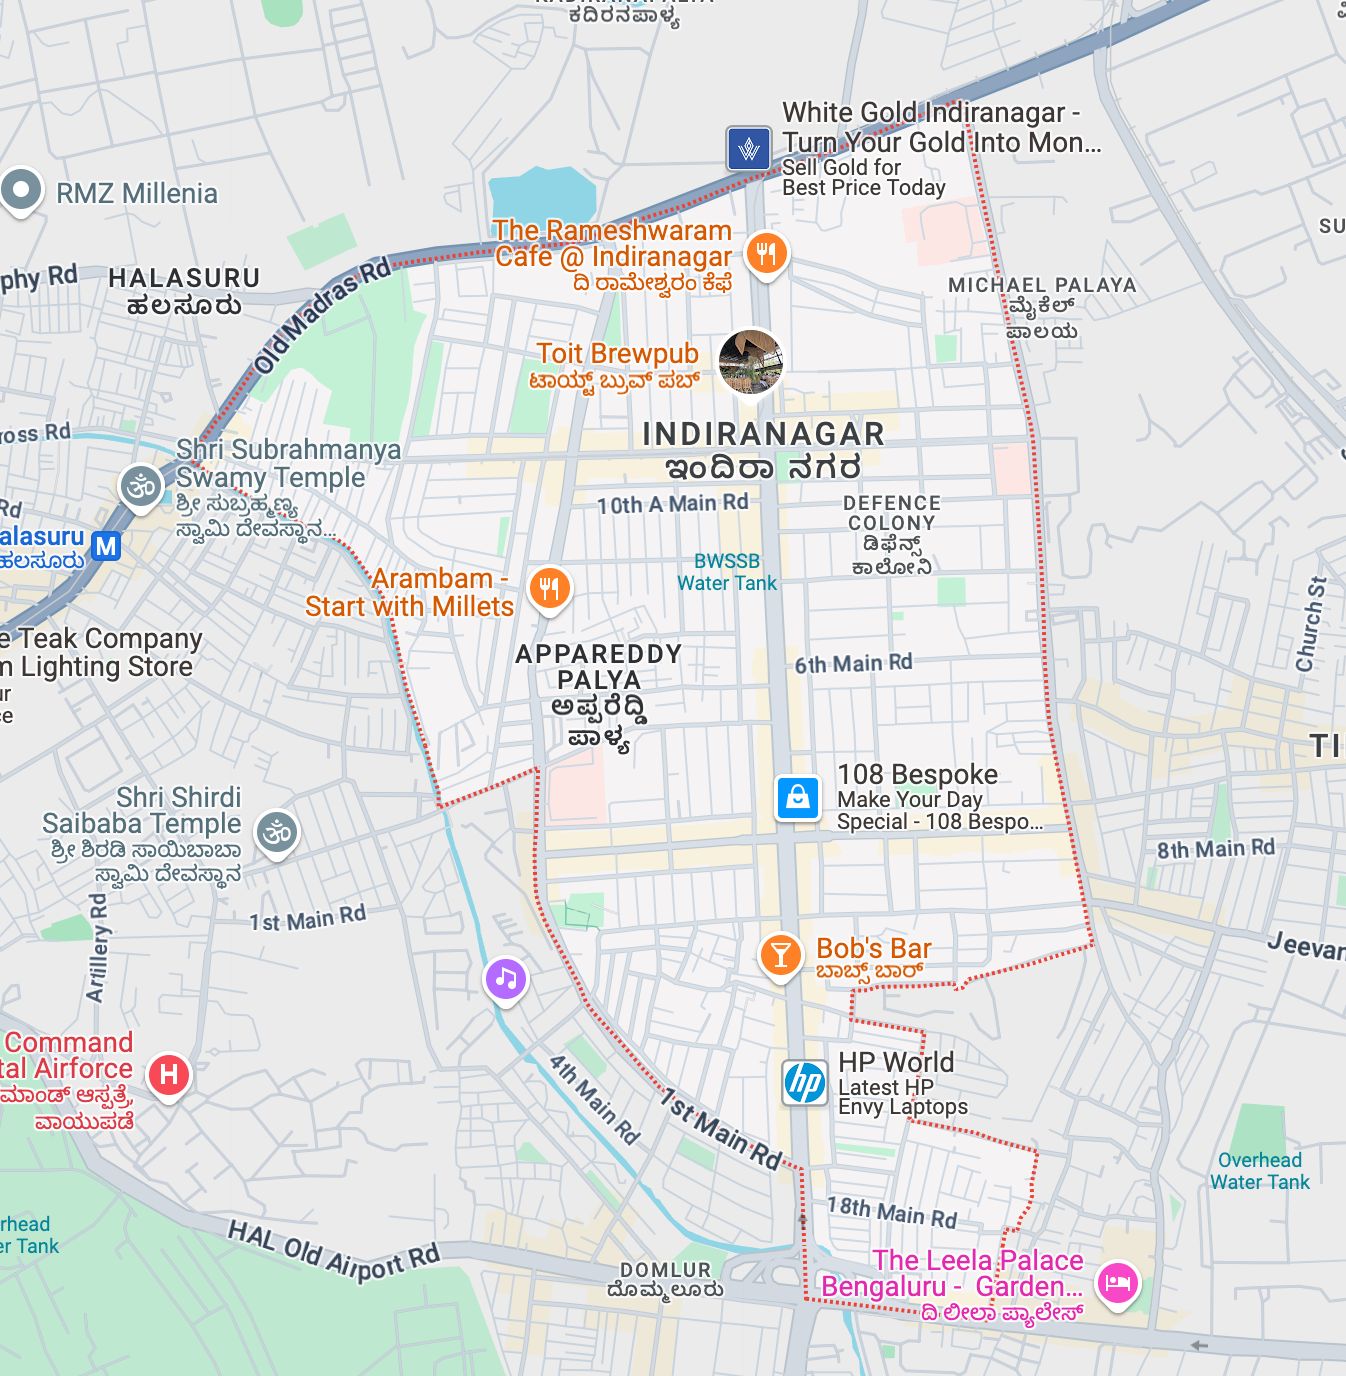 ಕದಿರನಪಾಳ್ಯ
White Gold Indiranagar -
Turn Your Gold Into Mon...
Sell Gold for
Best Price Today
RMZ Millenia
The Rameshwaram
Cafe @ Indiranagar
ದಿ ರಾಮೇಶ್ವರಂ ಕೆಫೆ
SU
phy Rd
HALASURU
ಹಲಸೂರು
Old Madras Rd
MICHAEL PALAYA
ಮೈಕೆಲ್
ಪಾಲಯ
Toit Brewpub
ಟಾಯ್ಟ್ ಬ್ರುವ್ ಪಬ್
INDIRANAGAR
ಇಂದಿರಾ ನಗರ
ross Rd
Shri Subrahmanya
Swamy Temple
ಶ್ರೀ ಸುಬ್ರಹ್ಮಣ್ಯ
ಸ್ವಾಮಿ ದೇವಸ್ಥಾನ...
10th A Main Rd
DEFENCE
COLONY
ಡಿಫೆನ್ಸ್
ಕಾಲೋನಿ
Rd
alasuru
ಹಲಸೂರು
M
BWSSB
Water Tank
Arambam -
Start with Millets
Church St
e Teak Company
m Lighting Store
ur
ce
APPAREDDY
PALYA
ಅಪ್ಪರೆಡ್ಡಿ
ಪಾಳ್ಯ
6th Main Rd
TI
108 Bespoke
Make Your Day
Special - 108 Bespo...
Shri Shirdi
Saibaba Temple
ಶ್ರೀ ಶಿರಡಿ ಸಾಯಿಬಾಬಾ
ಸ್ವಾಮಿ ದೇವಸ್ಥಾನ
8th Main Rd
1st Main Rd
Artillery Rd
Bob's Bar
ಬಾಬ್ಸ್ ಬಾರ್
Jeevan
Command
tal Airforce
ಮಾಂಡ್ ಆಸ್ಪತ್ರೆ,
ವಾಯುಪಡೆ
H
4th Main Rd
1st Main Rd
hp
HP World
Latest HP
Envy Laptops
Overhead
Water Tank
18th Main Rd
rhead
er Tank
HAL Old Airport Rd
DOMLUR
ದೊಮ್ಮಲೂರು
The Leela Palace
Bengaluru - Garden...
ದಿ ಲೀಲಾ ಪ್ಯಾಲೇಸ್